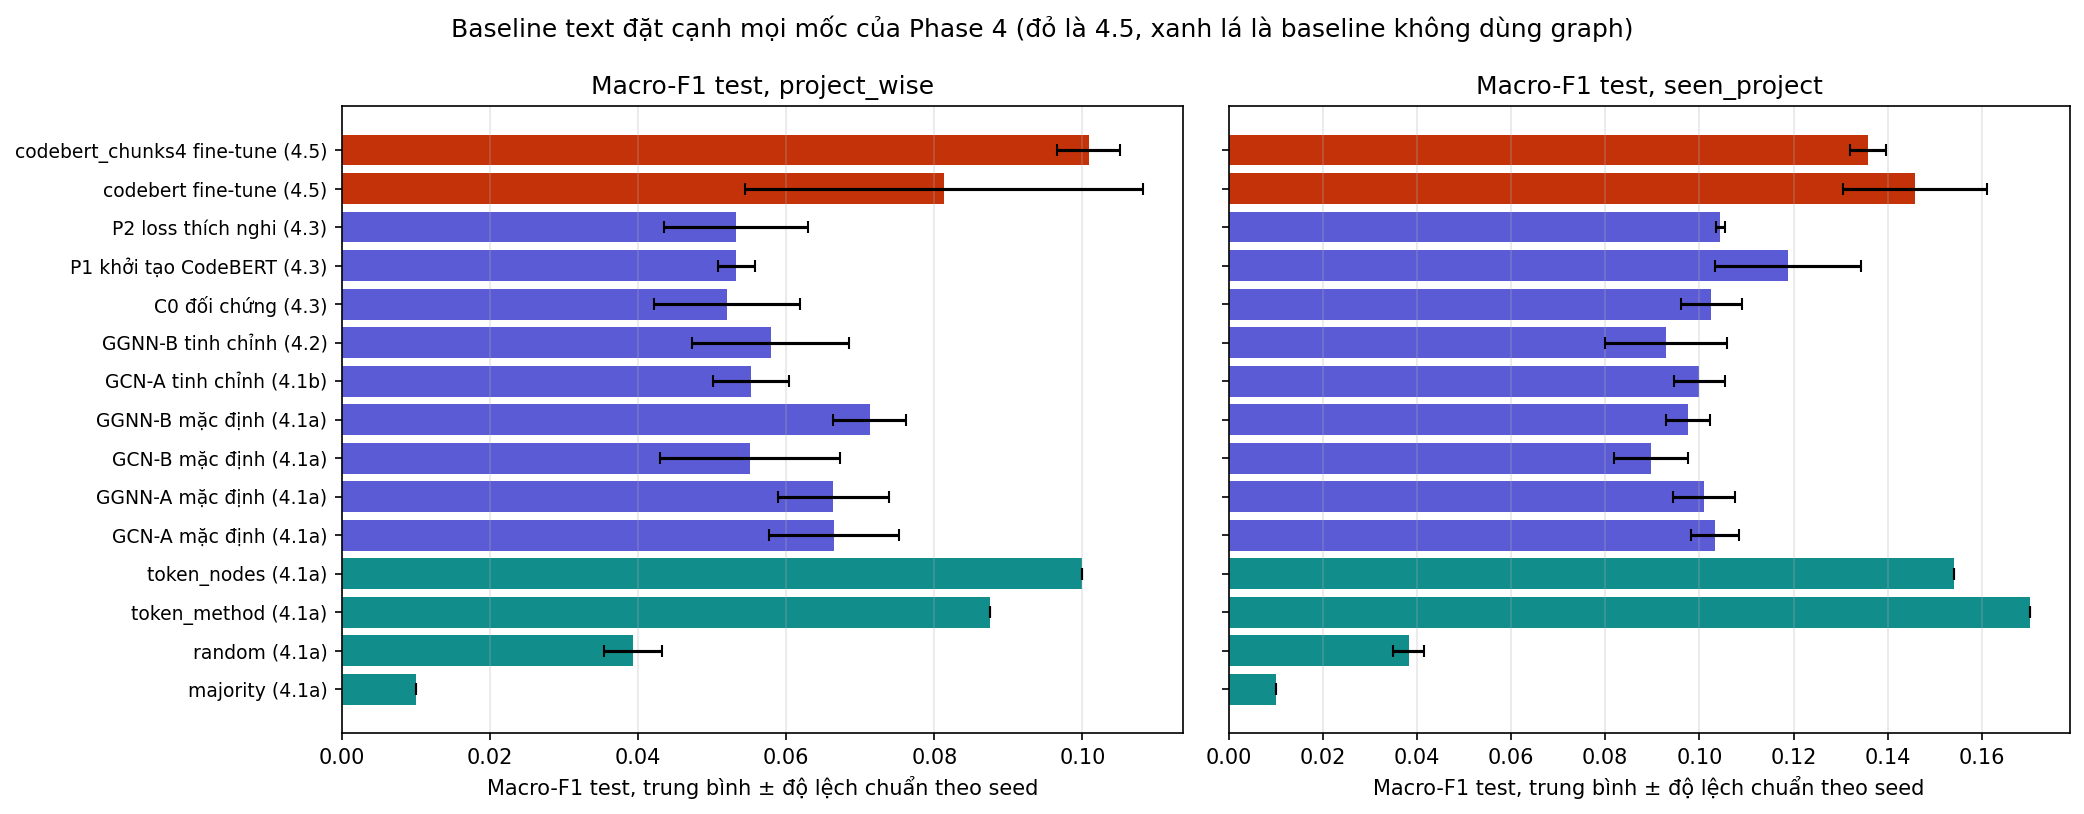 Baseline text đặt cạnh mọi mốc của Phase 4 (đỏ là 4.5, xanh lá là baseline không dùng graph)
Macro-F1 test, project_wise
codebert_chunks4 fine-tune (4.5)
codebert fine-tune (4.5)
P2 loss thích nghi (4.3)
P1 khởi tạo CodeBERT (4.3)
C0 đối chứng (4.3)
GGNN-B tinh chỉnh (4.2)
GCN-A tinh chỉnh (4.1b)
GGNN-B mặc định (4.1a)
GCN-B mặc định (4.1a)
GGNN-A mặc định (4.1a)
GCN-A mặc định (4.1a)
token_nodes (4.1a)
token_method (4.1a)
random (4.1a)
majority (4.1a)
0.00 0.02 0.04 0.06 0.08 0.10
Macro-F1 test, trung bình ± độ lệch chuẩn theo seed
Macro-F1 test, seen_project
0.00 0.02 0.04 0.06 0.08 0.10 0.12 0.14 0.16
Macro-F1 test, trung bình ± độ lệch chuẩn theo seed